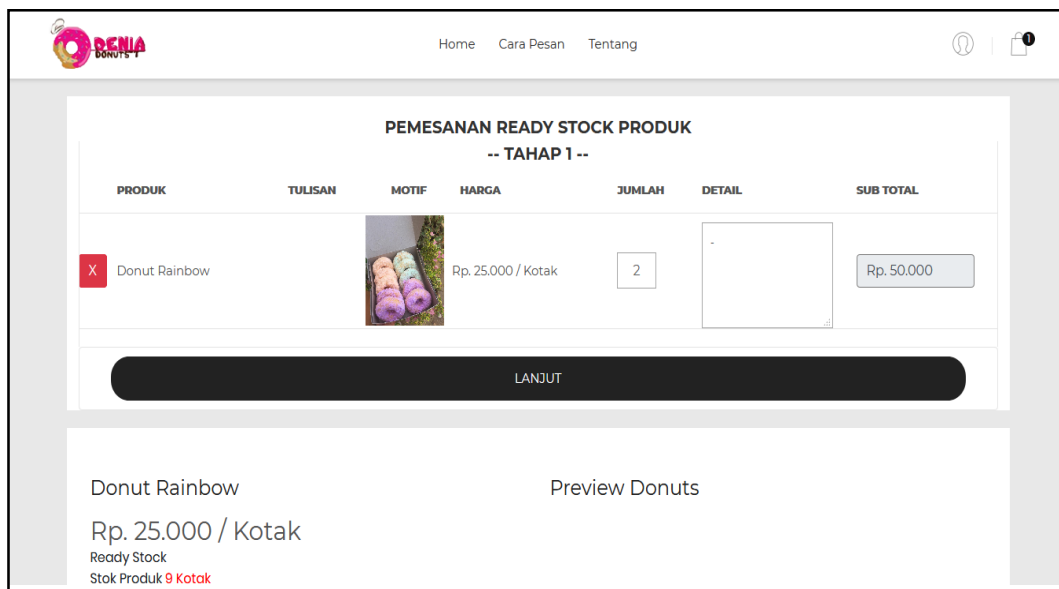 RENIA
DONUTS
Home Cara Pesan Tentang
1
PEMESANAN READY STOCK PRODUK
-- TAHAP 1 --
PRODUK TULISAN MOTIF HARGA JUMLAH DETAIL SUB TOTAL
X Donut Rainbow Rp. 25.000 / Kotak 2 - Rp. 50.000
LANJUT
Donut Rainbow Preview Donuts
Rp. 25.000 / Kotak
Ready Stock
Stok Produk 9 Kotak